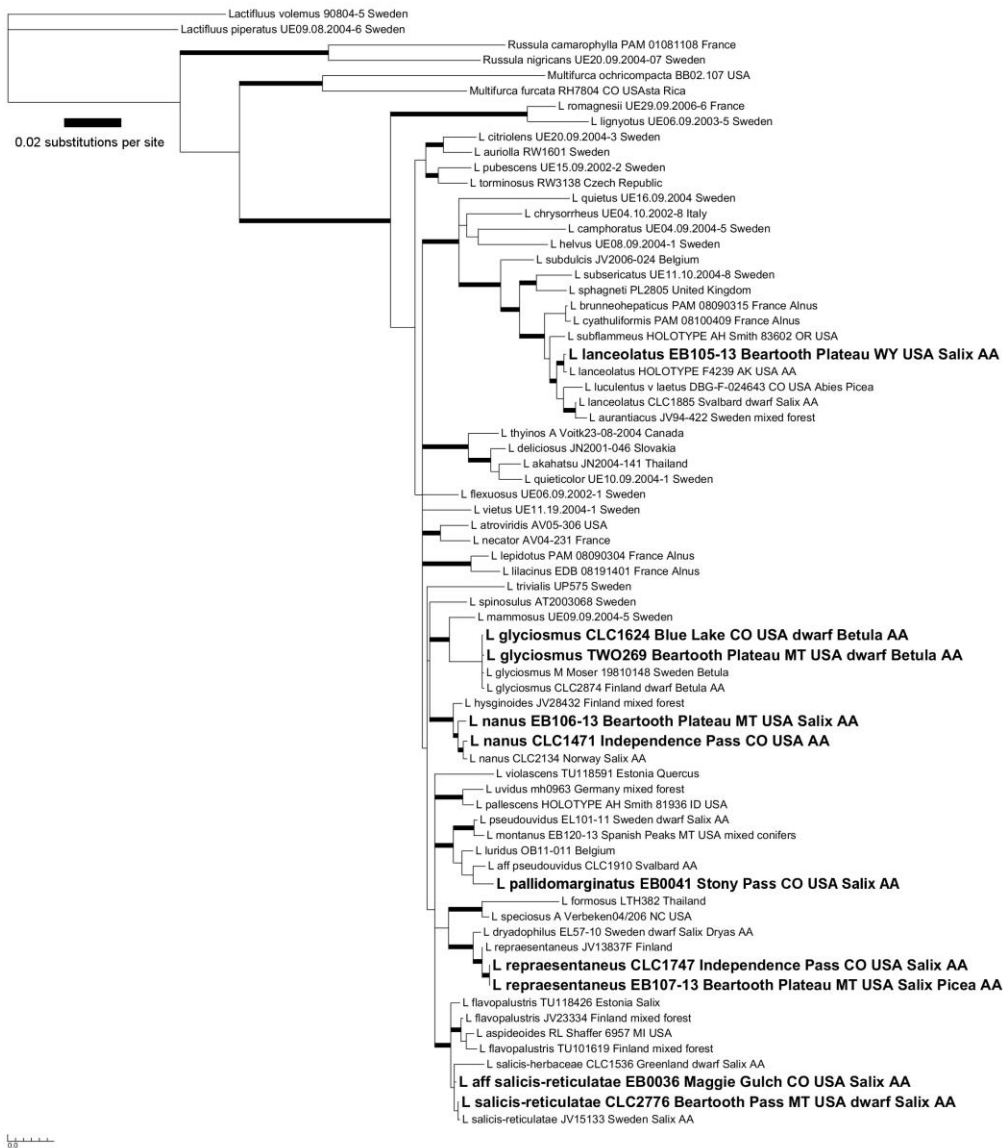 Lactifluus volemus 90804-5 Sweden
Lactifluus piperatus UE09.08.2004-6 Sweden
Russula camarophylla PAM 01081108 France
Russula nigricans UE20.09.2004-07 Sweden
Multifurca ochricompacta BB02.107 USA
Multifurca furcata RH7804 CO USAsta Rica
L romagnesii UE29.09.2006-6 France
L lignyotus UE06.09.2003-5 Sweden
0.02 substitutions per site
L citriolens UE20.09.2004-3 Sweden
L auriolla RW1601 Sweden
L pubescens UE15.09.2002-2 Sweden
L torminosus RW3138 Czech Republic
L quietus UE16.09.2004 Sweden
L chrysorrheus UE04.10.2002-8 Italy
L camphoratus UE04.09.2004-5 Sweden
L helvus UE08.09.2004-1 Sweden
L subdulcis JV2006-024 Belgium
L subsericatus UE11.10.2004-8 Sweden
L sphagneti PL2805 United Kingdom
L brunneohepaticus PAM 08090315 France Alnus
L cyathuliformis PAM 08100409 France Alnus
L subflammeus HOLOTYPE AH Smith 83602 OR USA
L lanceolatus EB105-13 Beartooth Plateau WY USA Salix AA
L lanceolatus HOLOTYPE F4239 AK USA AA
L luculentus v laetus DBG-F-024643 CO USA Abies Picea
L lanceolatus CLC1885 Svalbard dwarf Salix AA
L aurantiacus JV94-422 Sweden mixed forest
L thyinos A Voitk23-08-2004 Canada
L deliciosus JN2001-046 Slovakia
L akahatsu JN2004-141 Thailand
L quieticolor UE10.09.2004-1 Sweden
L flexuosus UE06.09.2002-1 Sweden
L vietus UE11.19.2004-1 Sweden
L atroviridis AV05-306 USA
L necator AV04-231 France
L lepidotus PAM 08090304 France Alnus
L lilacinus EDB 08191401 France Alnus
L trivialis UP575 Sweden
L spinosulus AT2003068 Sweden
L mammosus UE09.09.2004-5 Sweden
L glyciosmus CLC1624 Blue Lake CO USA dwarf Betula AA
L glyciosmus TWO269 Beartooth Plateau MT USA dwarf Betula AA
L glyciosmus M Moser 19810148 Sweden Betula
L glyciosmus CLC2874 Finland dwarf Betula AA
L hysginoides JV28432 Finland mixed forest
L nanus EB106-13 Beartooth Plateau MT USA Salix AA
L nanus CLC1471 Independence Pass CO USA AA
L nanus CLC2134 Norway Salix AA
L violascens TU118591 Estonia Quercus
L uvidus mh0963 Germany mixed forest
L pallescens HOLOTYPE AH Smith 81936 ID USA
L pseudouvidus EL101-11 Sweden dwarf Salix AA
L montanus EB120-13 Spanish Peaks MT USA mixed conifers
L luridus OB11-011 Belgium
L aff pseudouvidus CLC1910 Svalbard AA
L pallidomarginatus EB0041 Stony Pass CO USA Salix AA
L formosus LTH382 Thailand
L speciosus A Verbeken04/206 NC USA
L dryadophilus EL57-10 Sweden dwarf Salix Dryas AA
L repraesentaneus JV13837F Finland
L repraesentaneus CLC1747 Independence Pass CO USA Salix AA
L repraesentaneus EB107-13 Beartooth Plateau MT USA Salix Picea AA
L flavopalustris TU118426 Estonia Salix
L flavopalustris JV23334 Finland mixed forest
L aspideoides RL Shaffer 6957 MI USA
L flavopalustris TU101619 Finland mixed forest
L salicis-herbaceae CLC1536 Greenland dwarf Salix AA
L aff salicis-reticulatae EB0036 Maggie Gulch CO USA Salix AA
L salicis-reticulatae CLC2776 Beartooth Pass MT USA dwarf Salix AA
L salicis-reticulatae JV15133 Sweden Salix AA
0.0